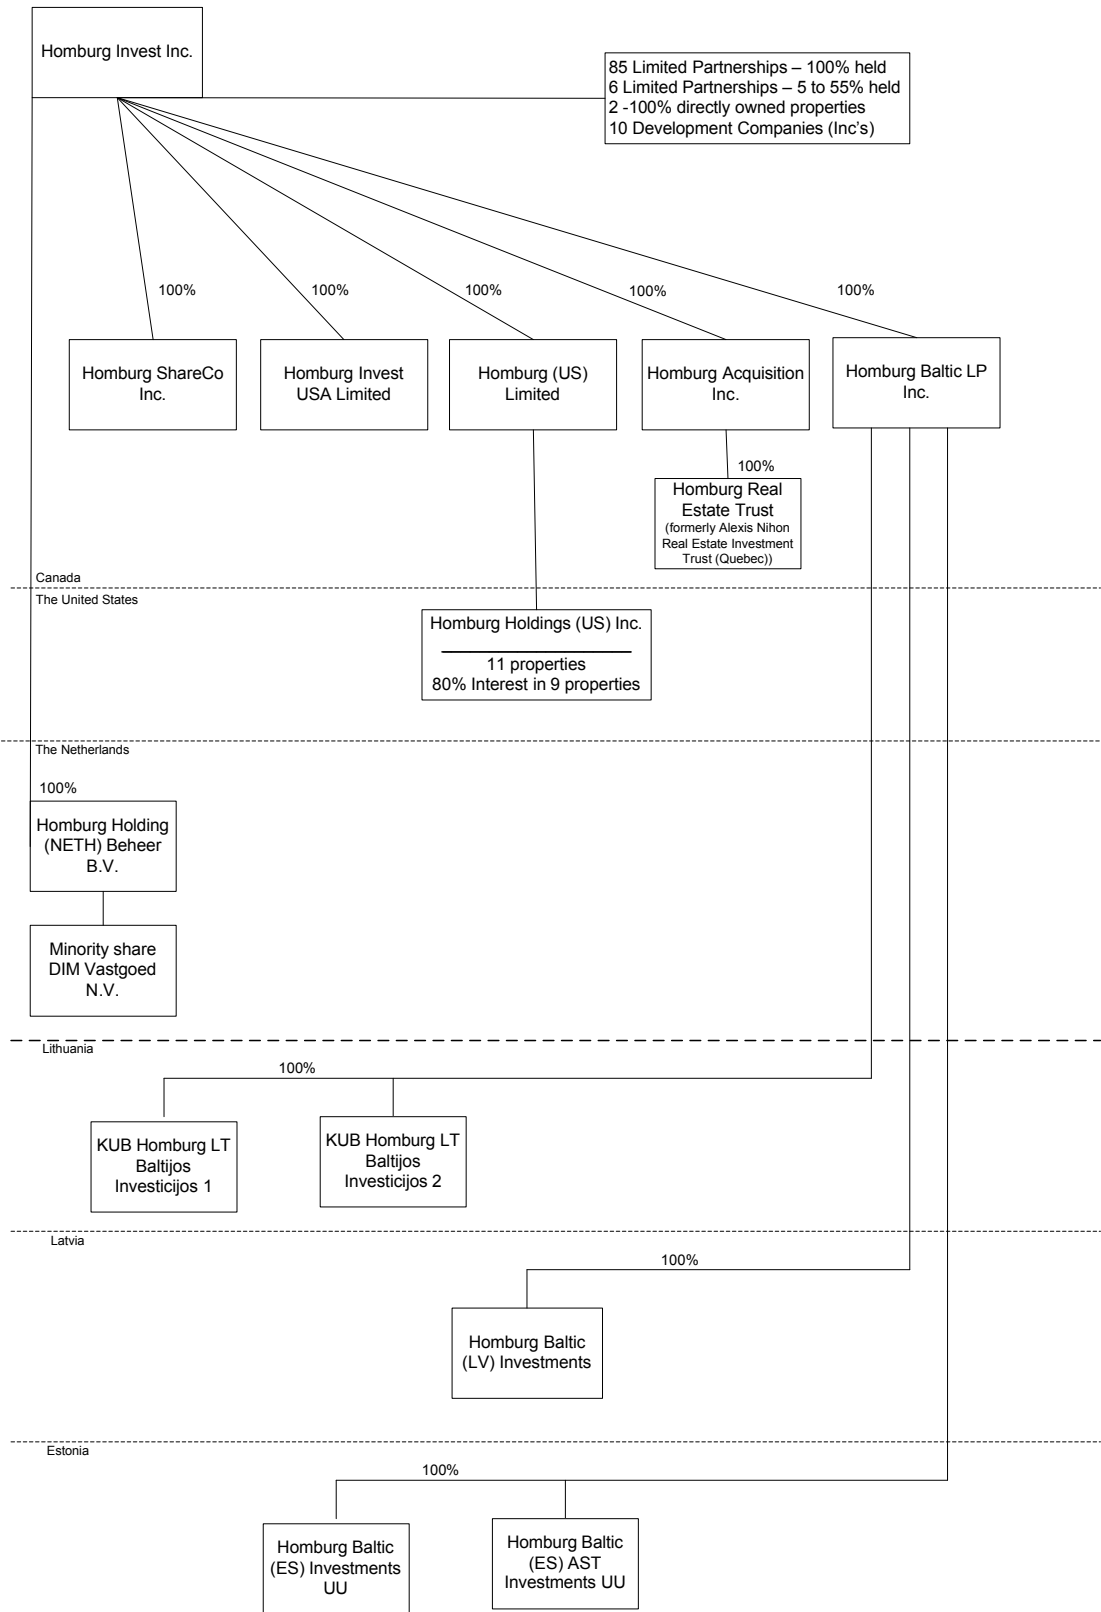 Homburg Invest Inc.
85 Limited Partnerships – 100% held
6 Limited Partnerships – 5 to 55% held
2 -100% directly owned properties
10 Development Companies (Inc's)
100%
100%
100%
100%
100%
Homburg ShareCo
Inc.
Homburg Invest
USA Limited
Homburg (US)
Limited
Homburg Acquisition
Inc.
Homburg Baltic LP
Inc.
100%
Homburg Real
Estate Trust
(formerly Alexis Nihon
Real Estate Investment
Trust (Quebec))
Canada
The United States
Homburg Holdings (US) Inc.
11 properties
80% Interest in 9 properties
The Netherlands
100%
Homburg Holding
(NETH) Beheer
B.V.
Minority share
DIM Vastgoed
N.V.
Lithuania
100%
KUB Homburg LT
Baltijos
Investicijos 1
KUB Homburg LT
Baltijos
Investicijos 2
Latvia
100%
Homburg Baltic
(LV) Investments
Estonia
100%
Homburg Baltic
(ES) Investments
UU
Homburg Baltic
(ES) AST
Investments UU